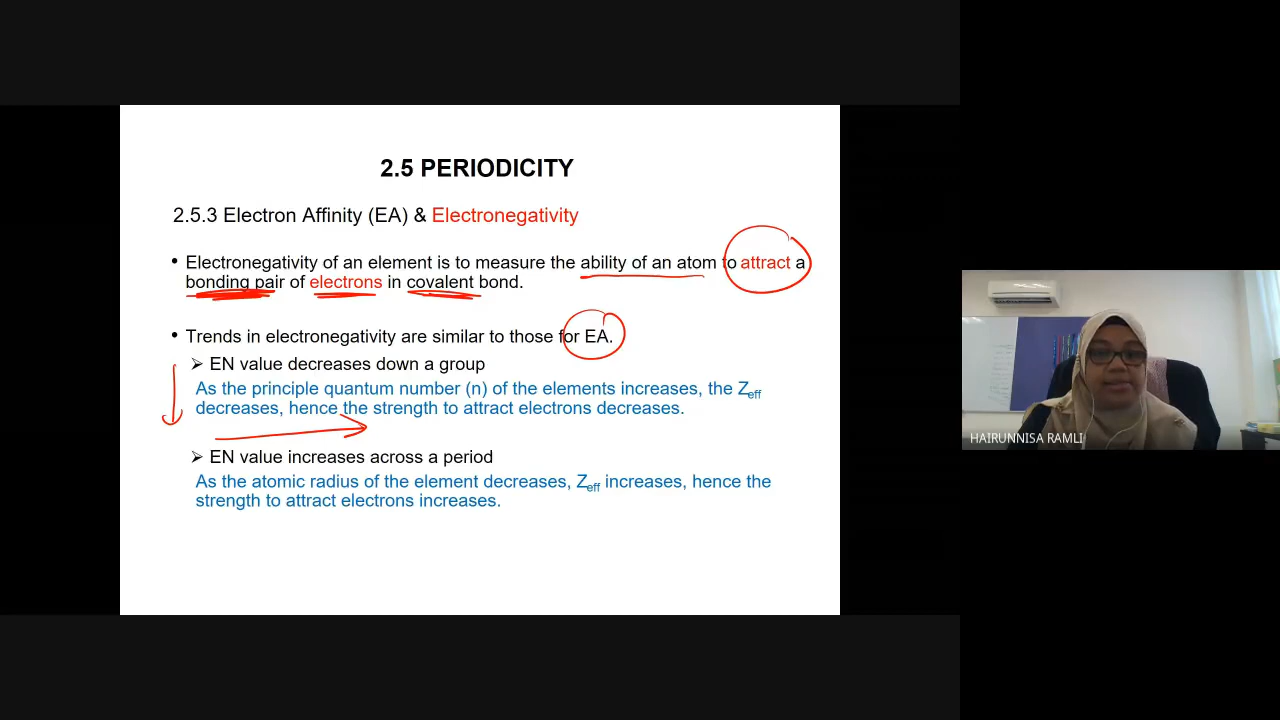 2.5 PERIODICITY
2.5.3 Electron Affinity (EA) & Electronegativity
• Electronegativity of an element is to measure the ability of an atom to attract a
bonding pair of electrons in covalent bond.
• Trends in electronegativity are similar to those for EA.
➢ EN value decreases down a group
As the principle quantum number (n) of the elements increases, the Zeff
decreases, hence the strength to attract electrons decreases.
➢ EN value increases across a period
As the atomic radius of the element decreases, Zeff increases, hence the
strength to attract electrons increases.
HAIRUNNISA RAMLI